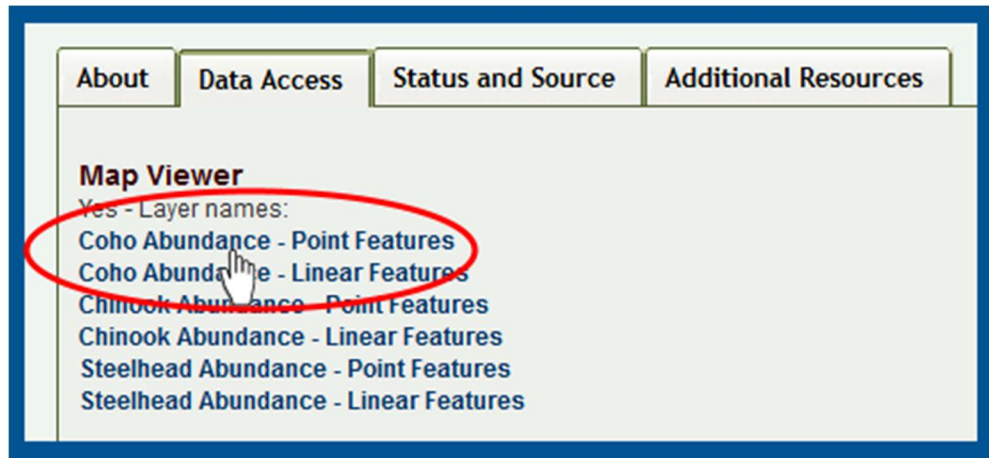 About Data Access Status and Source Additional Resources
Map Viewer
Yes - Layer names:
Coho Abundance - Point Features
Coho Abundance - Linear Features
Chinook Abundance - Point Features
Chinook Abundance - Linear Features
Steelhead Abundance - Point Features
Steelhead Abundance - Linear Features